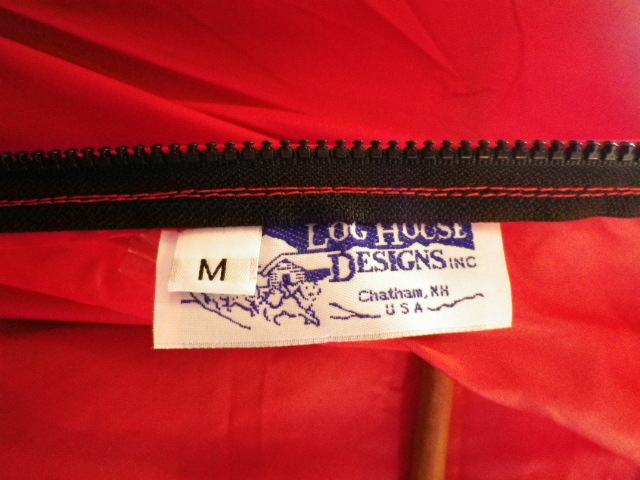 M
LOG HOUSE
DESIGNS INC
Chatham, NH
USA